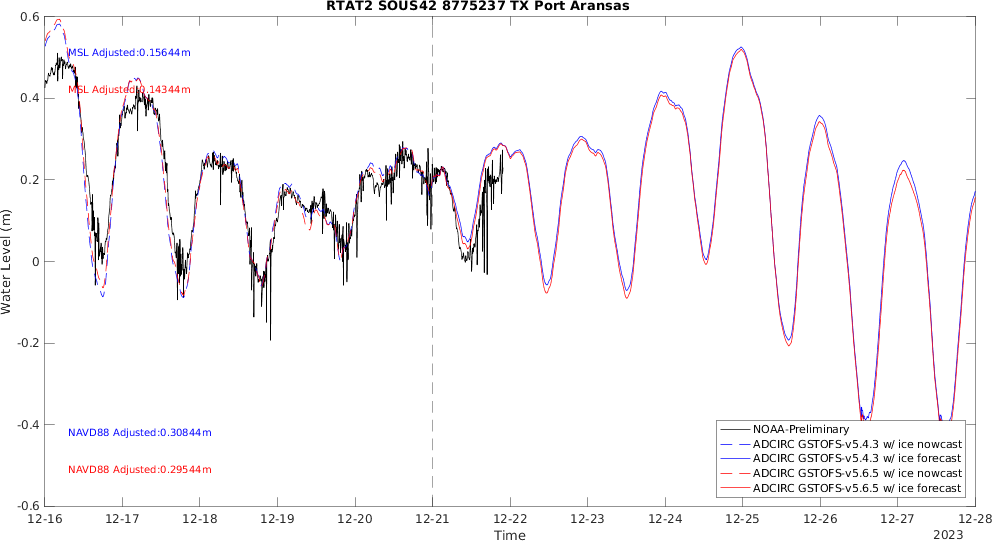 RTAT2 SOUS42 8775237 TX Port Aransas
0.6
0.4
0.2
0
-0.2
-0.4
-0.6
Water Level (m)
MSL Adjusted:0.15644m
MSL Adjusted:0.14344m
NAVD88 Adjusted:0.30844m
NAVD88 Adjusted:0.29544m
NOAA-Preliminary
ADCIRC GSTOFS-v5.4.3 w/ ice nowcast
ADCIRC GSTOFS-v5.4.3 w/ ice forecast
ADCIRC GSTOFS-v5.6.5 w/ ice nowcast
ADCIRC GSTOFS-v5.6.5 w/ ice forecast
12-16 12-17 12-18 12-19 12-20 12-21 12-22 12-23 12-24 12-25 12-26 12-27 12-28
Time
2023